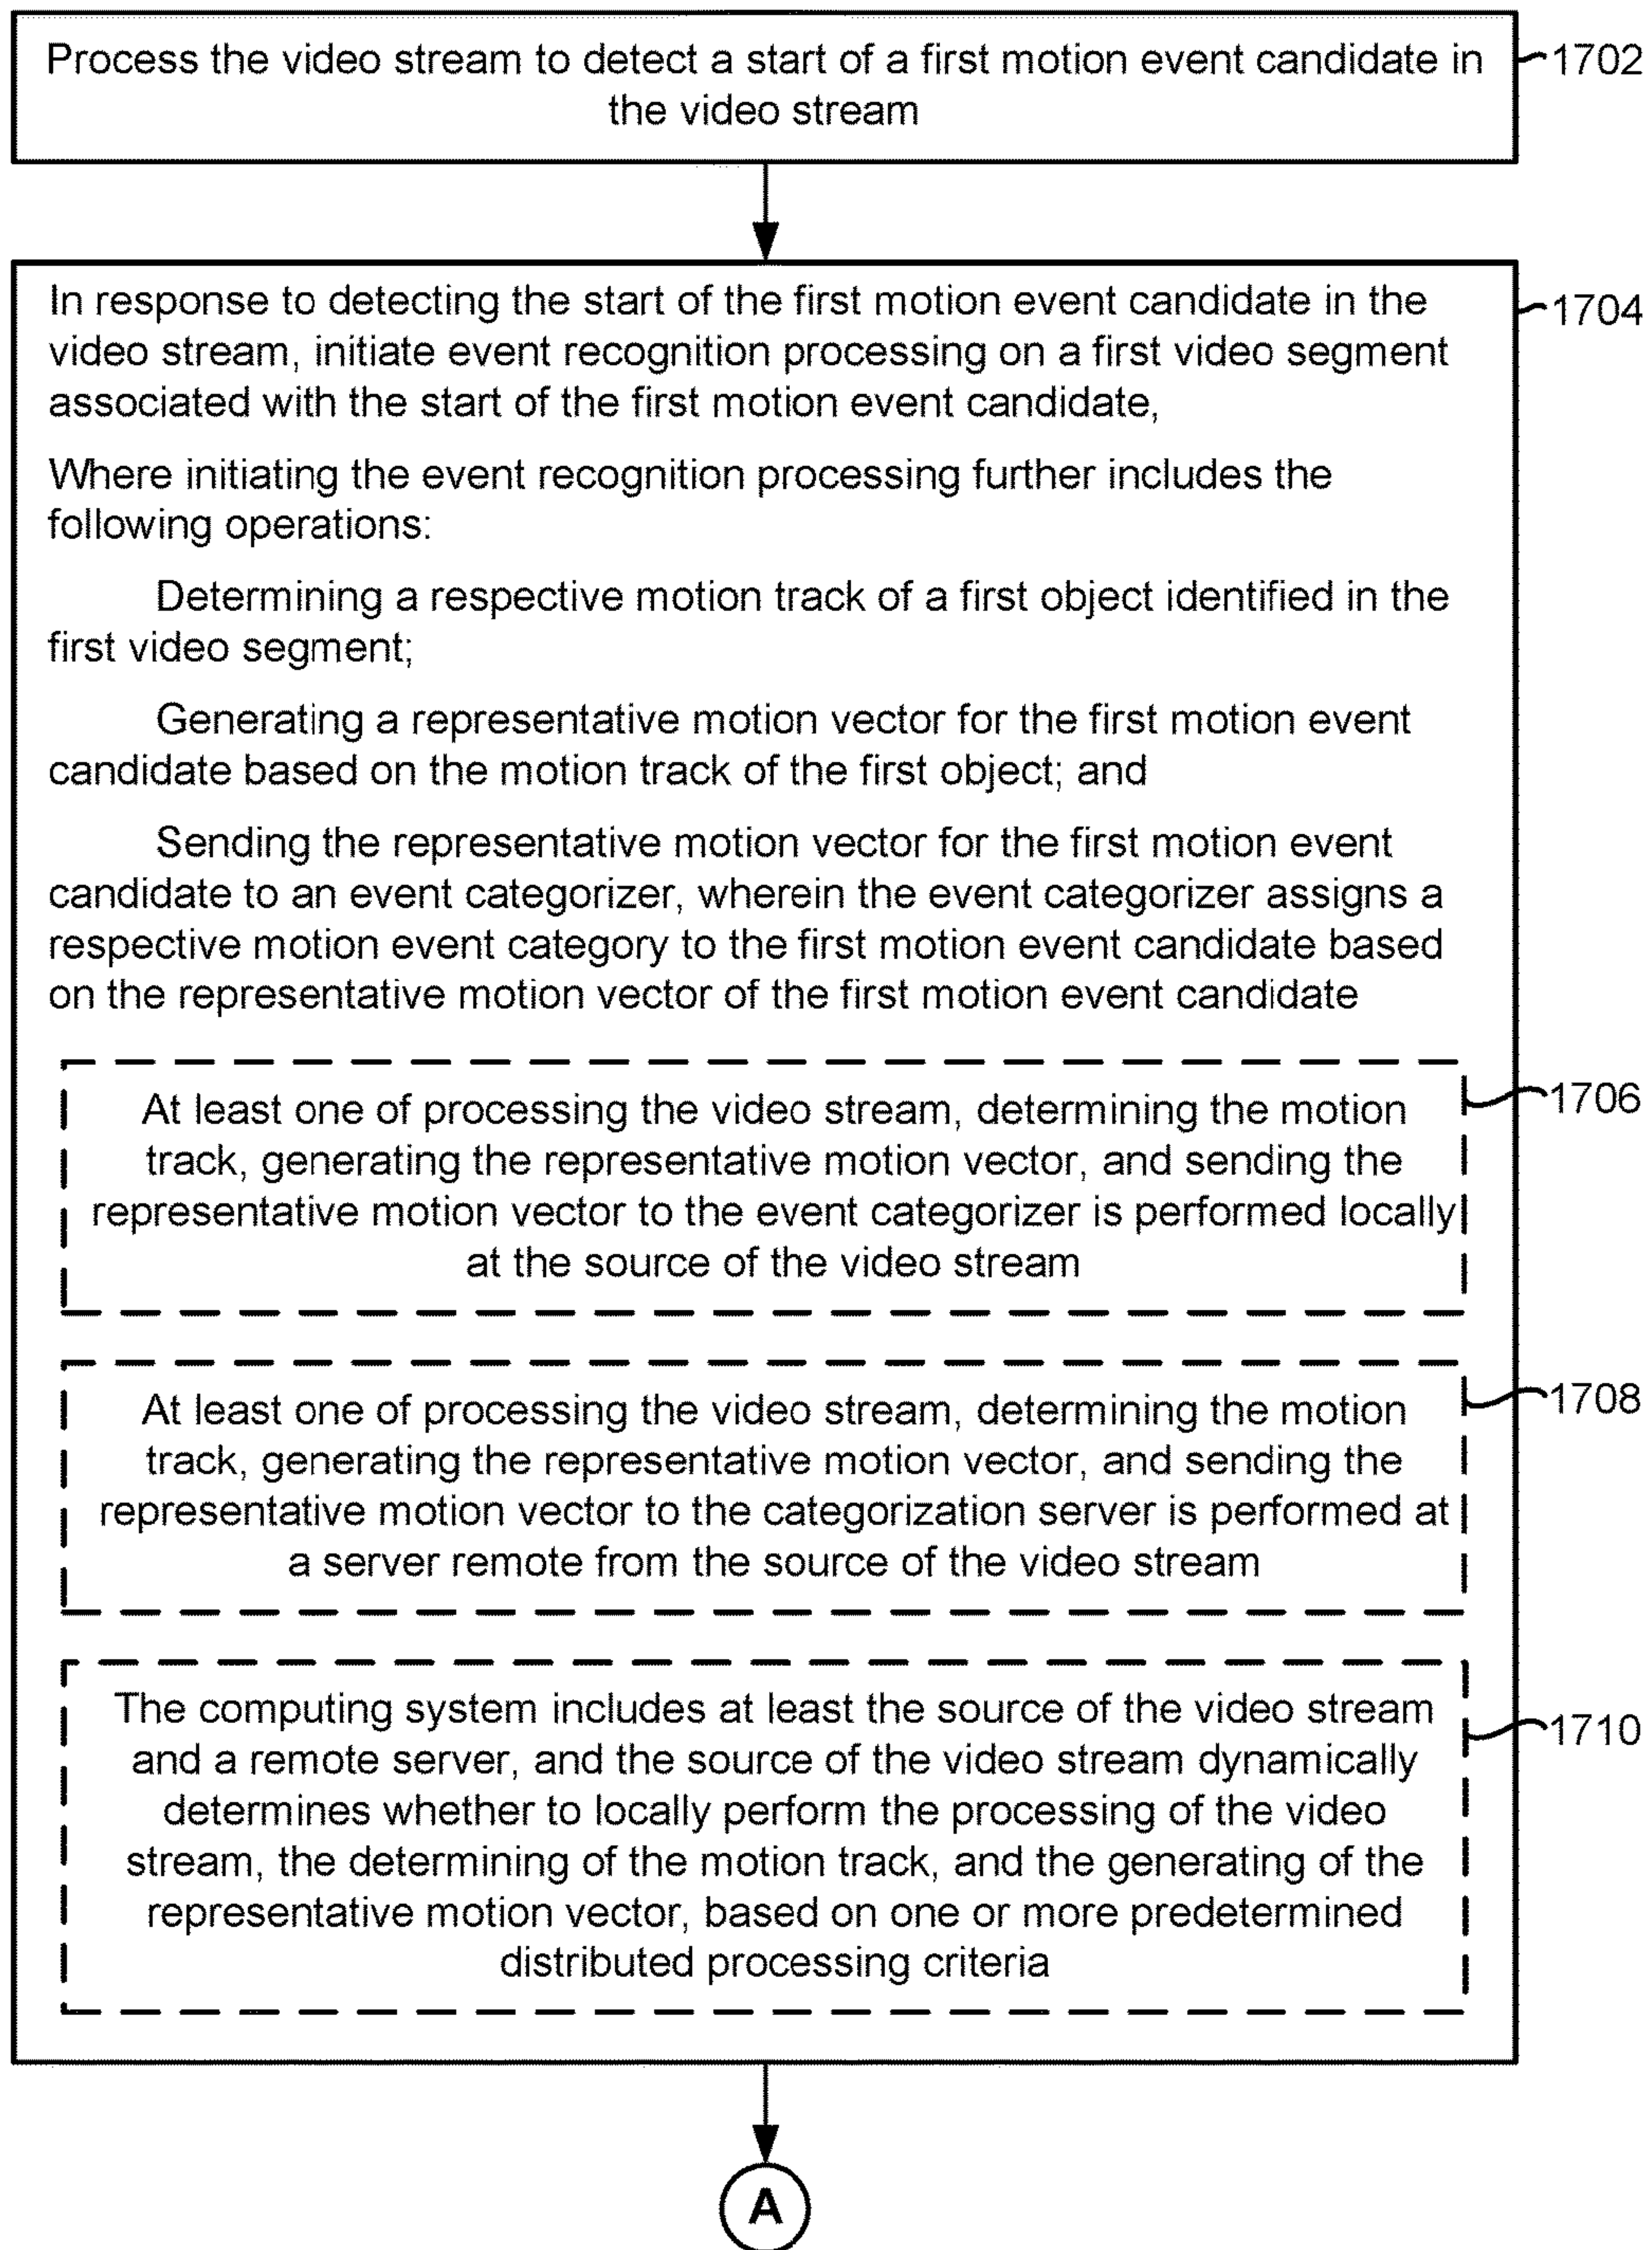 Process the video stream to detect a start of a first motion event candidate in
the video stream
1702
In response to detecting the start of the first motion event candidate in the
video stream, initiate event recognition processing on a first video segment
associated with the start of the first motion event candidate,
1704
Where initiating the event recognition processing further includes the
following operations:
Determining a respective motion track of a first object identified in the
first video segment;
Generating a representative motion vector for the first motion event
candidate based on the motion track of the first object; and
Sending the representative motion vector for the first motion event
candidate to an event categorizer, wherein the event categorizer assigns a
respective motion event category to the first motion event candidate based
on the representative motion vector of the first motion event candidate
At least one of processing the video stream, determining the motion
track, generating the representative motion vector, and sending the
representative motion vector to the event categorizer is performed locally
at the source of the video stream
1706
At least one of processing the video stream, determining the motion
track, generating the representative motion vector, and sending the
representative motion vector to the categorization server is performed at
a server remote from the source of the video stream
1708
The computing system includes at least the source of the video stream
and a remote server, and the source of the video stream dynamically
determines whether to locally perform the processing of the video
stream, the determining of the motion track, and the generating of the
representative motion vector, based on one or more predetermined
distributed processing criteria
1710
A